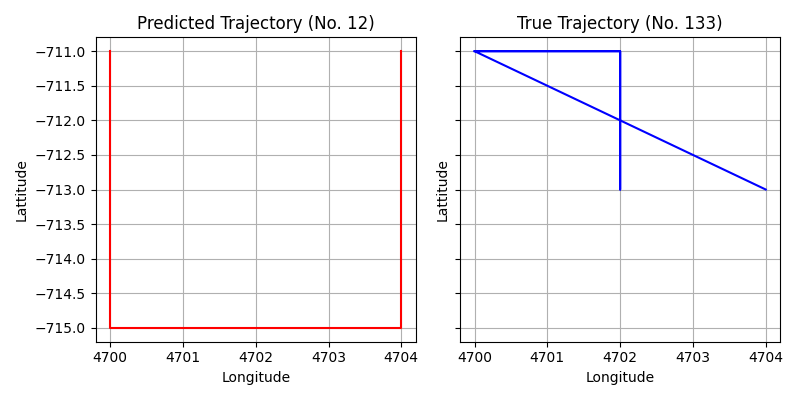 Predicted Trajectory (No. 12)
True Trajectory (No. 133)
−711.0
−711.5
−712.0
−712.5
−713.0
−713.5
−714.0
−714.5
−715.0
Lattitude
Lattitude
4700 4701 4702 4703 4704
4700 4701 4702 4703 4704
Longitude
Longitude